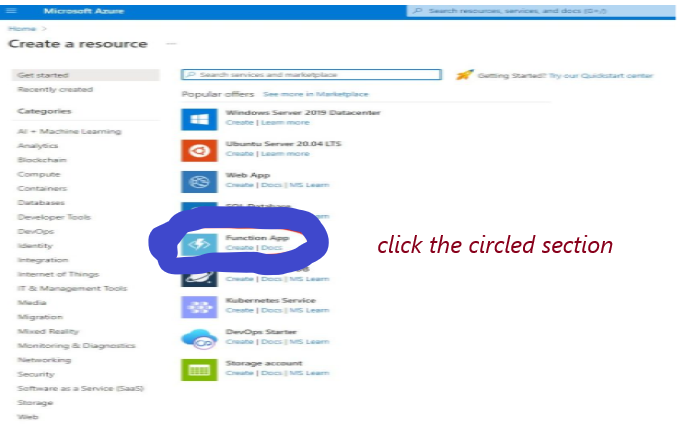 Microsoft Azure
Search resources, services, and docs (G+/)
Home >
Create a resource ...
Get started
Recently created
Categories
AI + Machine Learning
Analytics
Blockchain
Compute
Containers
Databases
Developer Tools
DevOps
Identity
Integration
Internet of Things
IT & Management Tools
Media
Migration
Mixed Reality
Monitoring & Diagnostics
Networking
Security
Software as a Service (SaaS)
Storage
Web
Search services and marketplace
Getting Started? Try our Quickstart center
Popular offers See more in Marketplace
Windows Server 2019 Datacenter
Create | Learn more
Ubuntu Server 20.04 LTS
Create | Learn more
Web App
Create | Docs | MS Learn
SQL Database
Function App
Create | Docs
Create | Docs | MS Learn
Kubernetes Service
Create | Docs | MS Learn
DevOps Starter
Create | Docs | MS Learn
Storage account
Create | Docs | MS Learn
click the circled section